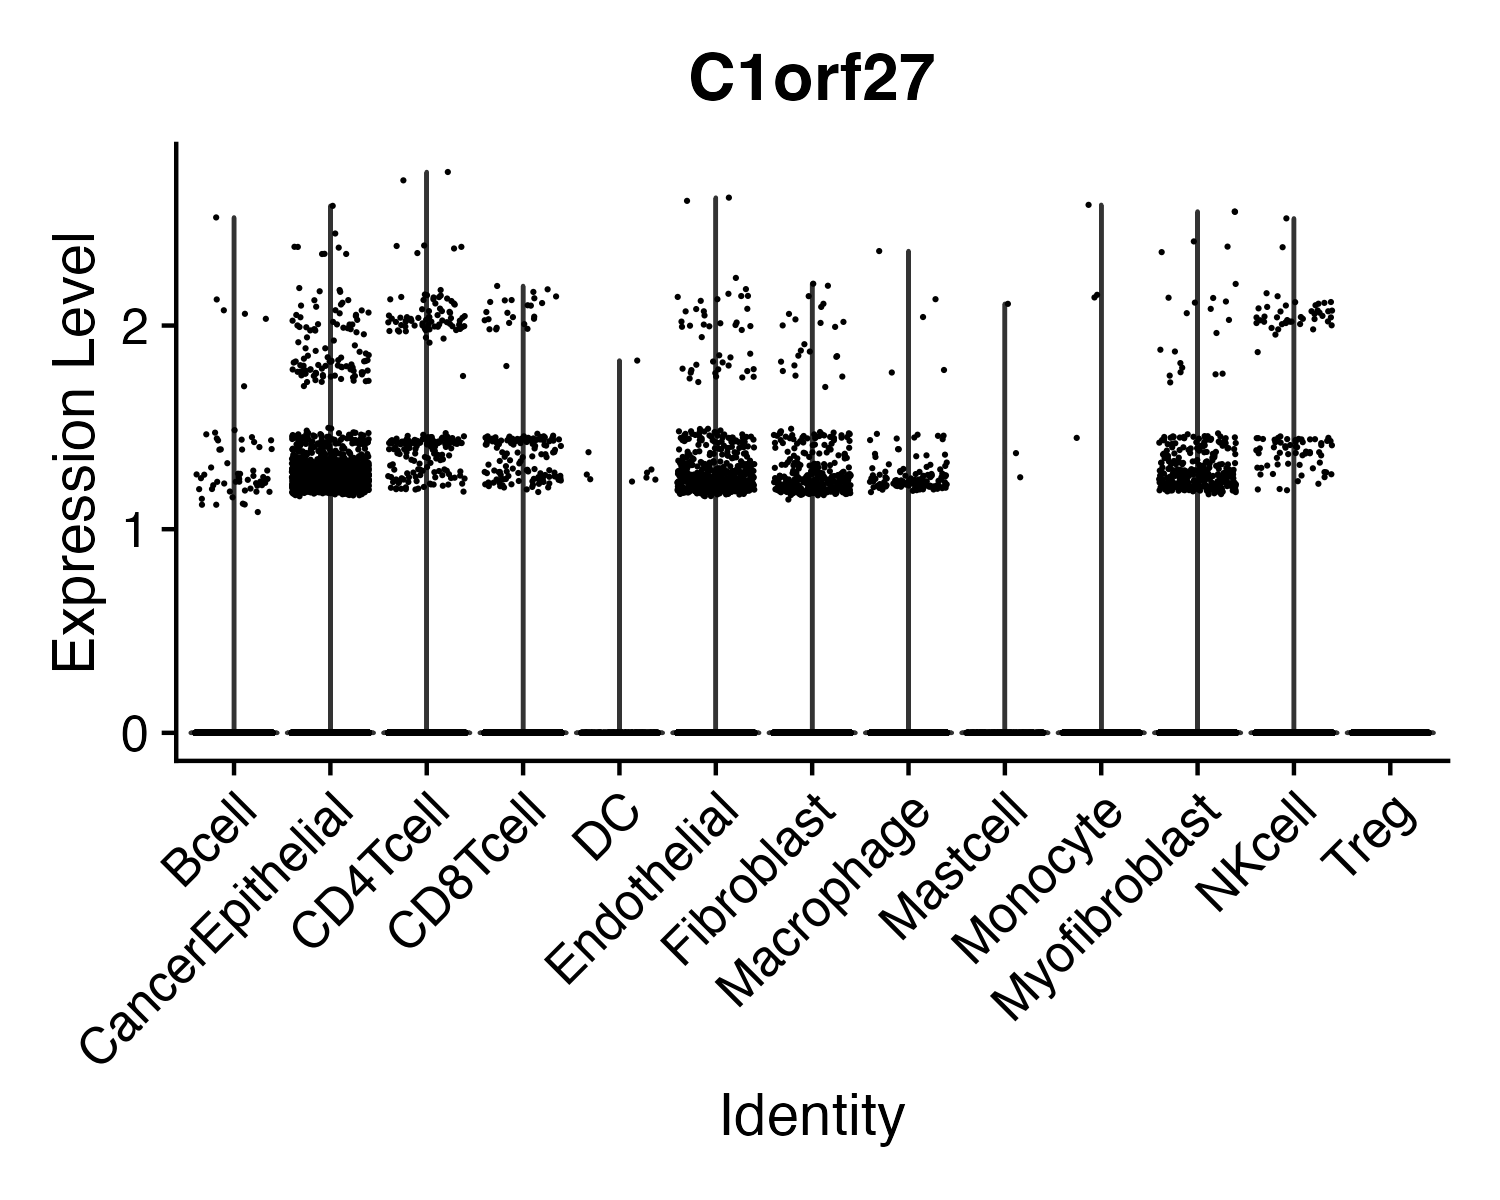 C1orf27
Expression Level
2
1
0
Bcell
CancerEpithelial
CD4Tcell
CD8Tcell
DC
Endothelial
Fibroblast
Macrophage
Mastcell
Monocyte
Myofibroblast
NKcell
Treg
Identity